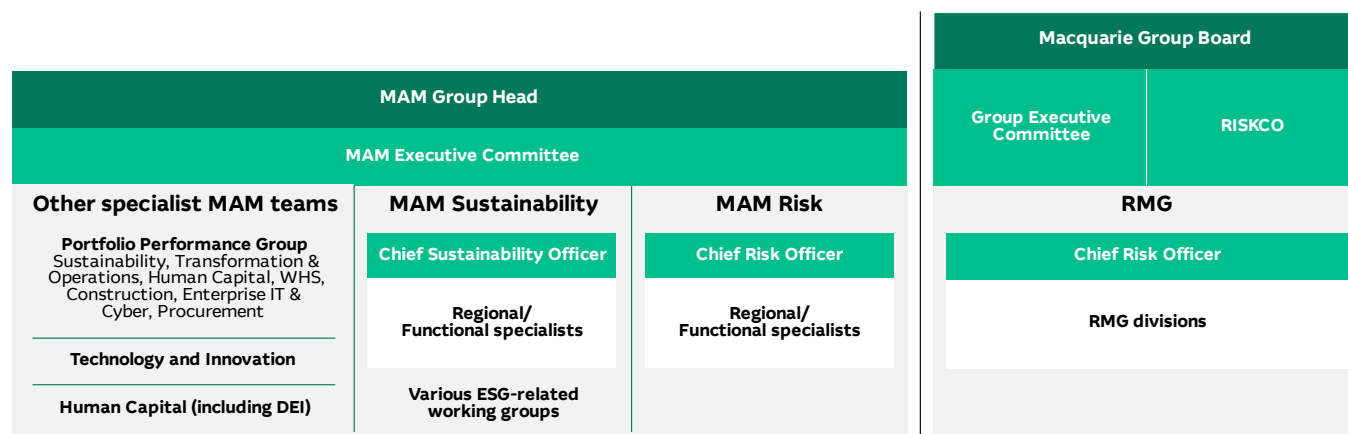 MAM Group Head
MAM Executive Committee
Other specialist MAM teams
Portfolio Performance Group
Sustainability, Transformation &
Operations, Human Capital, WHS,
Construction, Enterprise IT &
Cyber, Procurement
Technology and Innovation
Human Capital (including DEI)
MAM Sustainability
Chief Sustainability Officer
Regional/
Functional specialists
Various ESG-related
working groups
MAM Risk
Chief Risk Officer
Regional/
Functional specialists
Macquarie Group Board
Group Executive
Committee
RISKCO
RMG
Chief Risk Officer
RMG divisions